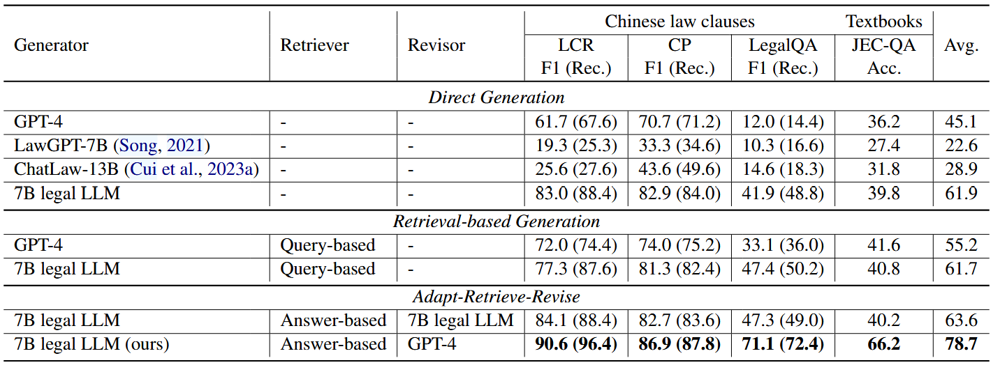 Chinese law clauses Textbooks
Generator Retriever Revisor LCR CP LegalQA JEC-QA Avg.
F1 (Rec.) F1 (Rec.) F1 (Rec.) Acc.
Direct Generation
GPT-4 - - 61.7 (67.6) 70.7 (71.2) 12.0 (14.4) 36.2 45.1
LawGPT-7B (Song, 2021) - - 19.3 (25.3) 33.3 (34.6) 10.3 (16.6) 27.4 22.6
ChatLaw-13B (Cui et al., 2023a) - - 25.6 (27.6) 43.6 (49.6) 14.6 (18.3) 31.8 28.9
7B legal LLM - - 83.0 (88.4) 82.9 (84.0) 41.9 (48.8) 39.8 61.9
Retrieval-based Generation
GPT-4 Query-based - 72.0 (74.4) 74.0 (75.2) 33.1 (36.0) 41.6 55.2
7B legal LLM Query-based - 77.3 (87.6) 81.3 (82.4) 47.4 (50.2) 40.8 61.7
Adapt-Retrieve-Revise
7B legal LLM Answer-based 7B legal LLM 84.1 (88.4) 82.7 (83.6) 47.3 (49.0) 40.2 63.6
7B legal LLM (ours) Answer-based GPT-4 90.6 (96.4) 86.9 (87.8) 71.1 (72.4) 66.2 78.7